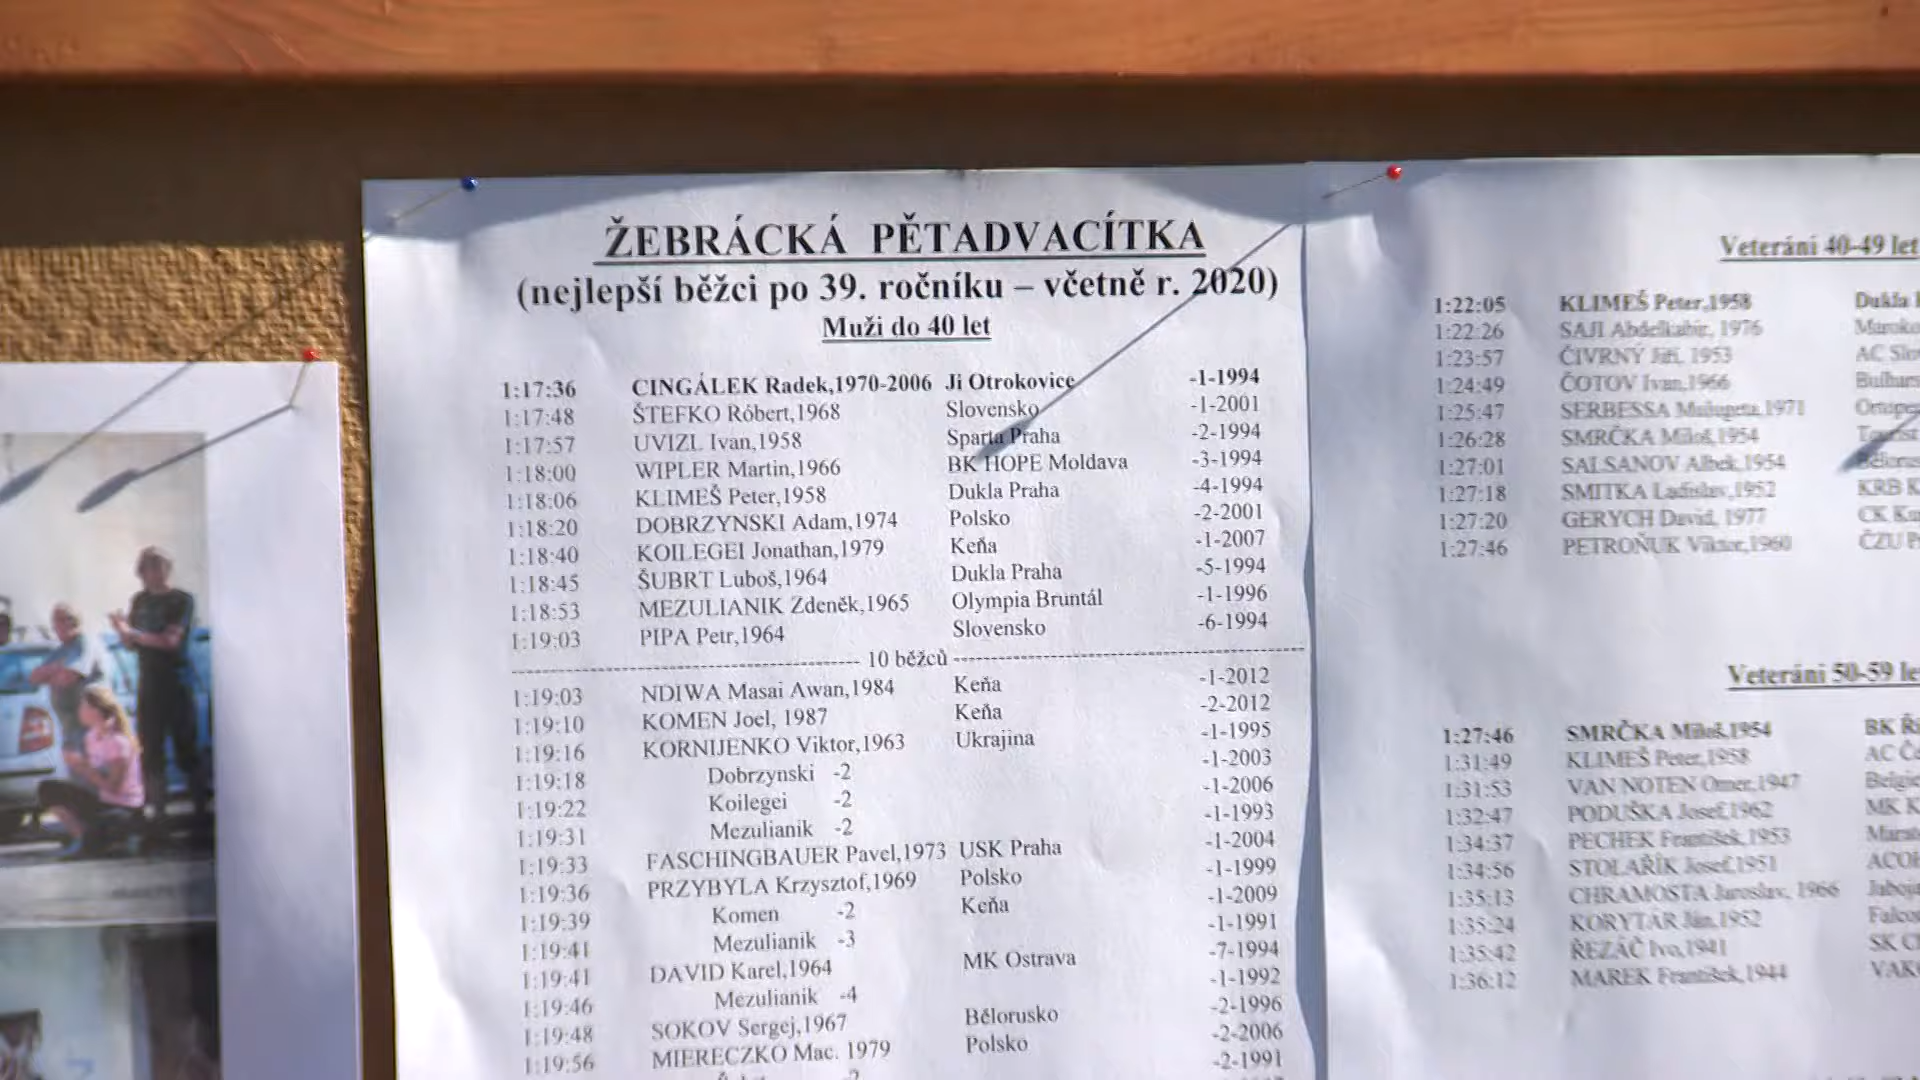 ŽEBRÁCKÁ PĚTADVACÍTKA
(nejlepší běžci po 39. ročníku – včetně r. 2020)
Muži do 40 let
1:17:36 CINGÁLEK Radek,1970-2006 Ji Otrokovice -1-1994
1:17:48 ŠTEFKO Róbert,1968 Slovensko -1-2001
1:17:57 UVIZL Ivan,1958 Sparta Praha -2-1994
1:18:00 WIPLER Martin,1966 BK HOPE Moldava -3-1994
1:18:06 KLIMEŠ Peter,1958 Dukla Praha -4-1994
1:18:20 DOBRZYNSKI Adam,1974 Polsko -2-2001
1:18:40 KOILEGEI Jonathan,1979 Keňa -1-2007
1:18:45 ŠUBRT Luboš,1964 Dukla Praha -5-1994
1:18:53 MEZULIANIK Zdeněk,1965 Olympia Bruntál -1-1996
1:19:03 PIPA Petr,1964 Slovensko -6-1994
10 běžců
1:19:03 NDIWA Masai Awan,1984 Keňa -1-2012
1:19:10 KOMEN Joel, 1987 Keňa -2-2012
1:19:16 KORNIJENKO Viktor,1963 Ukrajina -1-1995
1:19:18 Dobrzynski -2 -1-2003
1:19:22 Koilegei -2 -1-2006
1:19:31 Mezulianik -2 -1-1993
1:19:33 FASCHINGBAUER Pavel,1973 USK Praha -1-2004
1:19:36 PRZYBYLA Krzysztof,1969 Polsko -1-1999
1:19:39 Komen -2 Keňa -1-2009
1:19:41 Mezulianik -3 -1-1991
1:19:41 DAVID Karel,1964 MK Ostrava -7-1994
1:19:46 Mezulianik -4 -1-1992
1:19:48 SOKOV Sergej,1967 Bělorusko -2-1996
1:19:56 MIERECZKO Mac. 1979 Polsko -2-2006
-2-1991
Veteráni 40-49 let
1:22:05 KLIMEŠ Peter,1958 Dukla
1:22:26 SAJI Abdelkabir, 1976 Maroko
1:23:57 ČIVRNÝ Jiří, 1953 AC
1:24:49 ČOTOV Ivan,1966
1:25:47 SERBESSA Mulugeta,1971
1:26:28 SMRČKA Miloš,1954
1:27:01 SALSANOV Albek,1954
1:27:18 SMITKA Ladislav,1952 KRB
1:27:20 GERYCH David, 1977 CK
1:27:46 PETROŇUK Viktor,1960 ČZU
Veteráni 50-59
1:27:46 SMRČKA Miloš,1954 BK
1:31:49 KLIMEŠ Peter,1958 AC
1:31:53 VAN NOTEN Omer,1947
1:32:47 PODUŠKA Josef,1962 MK
1:34:37 PECHEK František,1953
1:34:56 STOLAŘÍK Josef,1951
1:35:13 CHRAMOSTA Jaroslav, 1966
1:35:24 KORYTÁR Ján,1952
1:35:42 ŘEZÁČ Ivo,1941 SK
1:36:12 MAREK František,1944